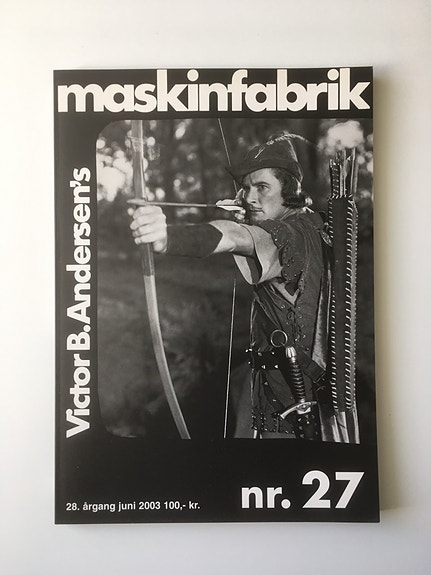 Victor B. Andersen's
maskinfabrik
28. årgang juni 2003 100,- kr.
nr. 27